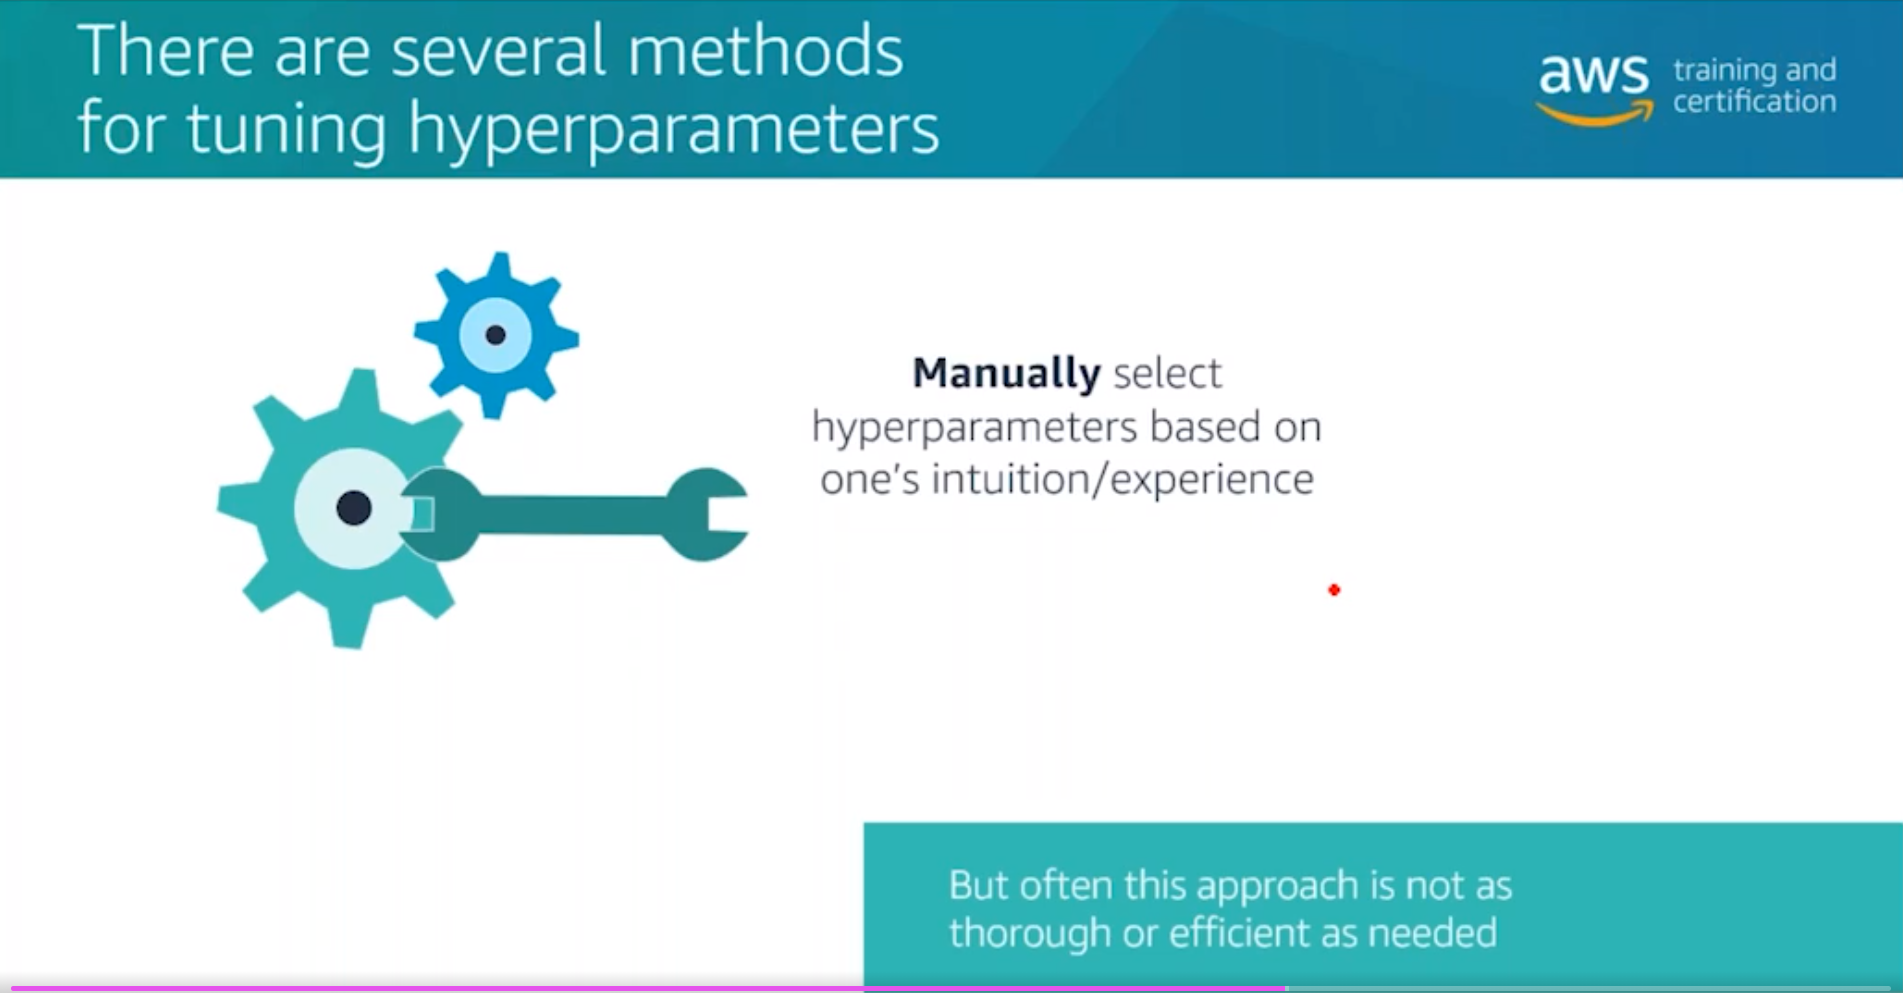 There are several methods
for tuning hyperparameters
aws
training and
certification
Manually select
hyperparameters based on
one's intuition/experience
But often this approach is not as
thorough or efficient as needed